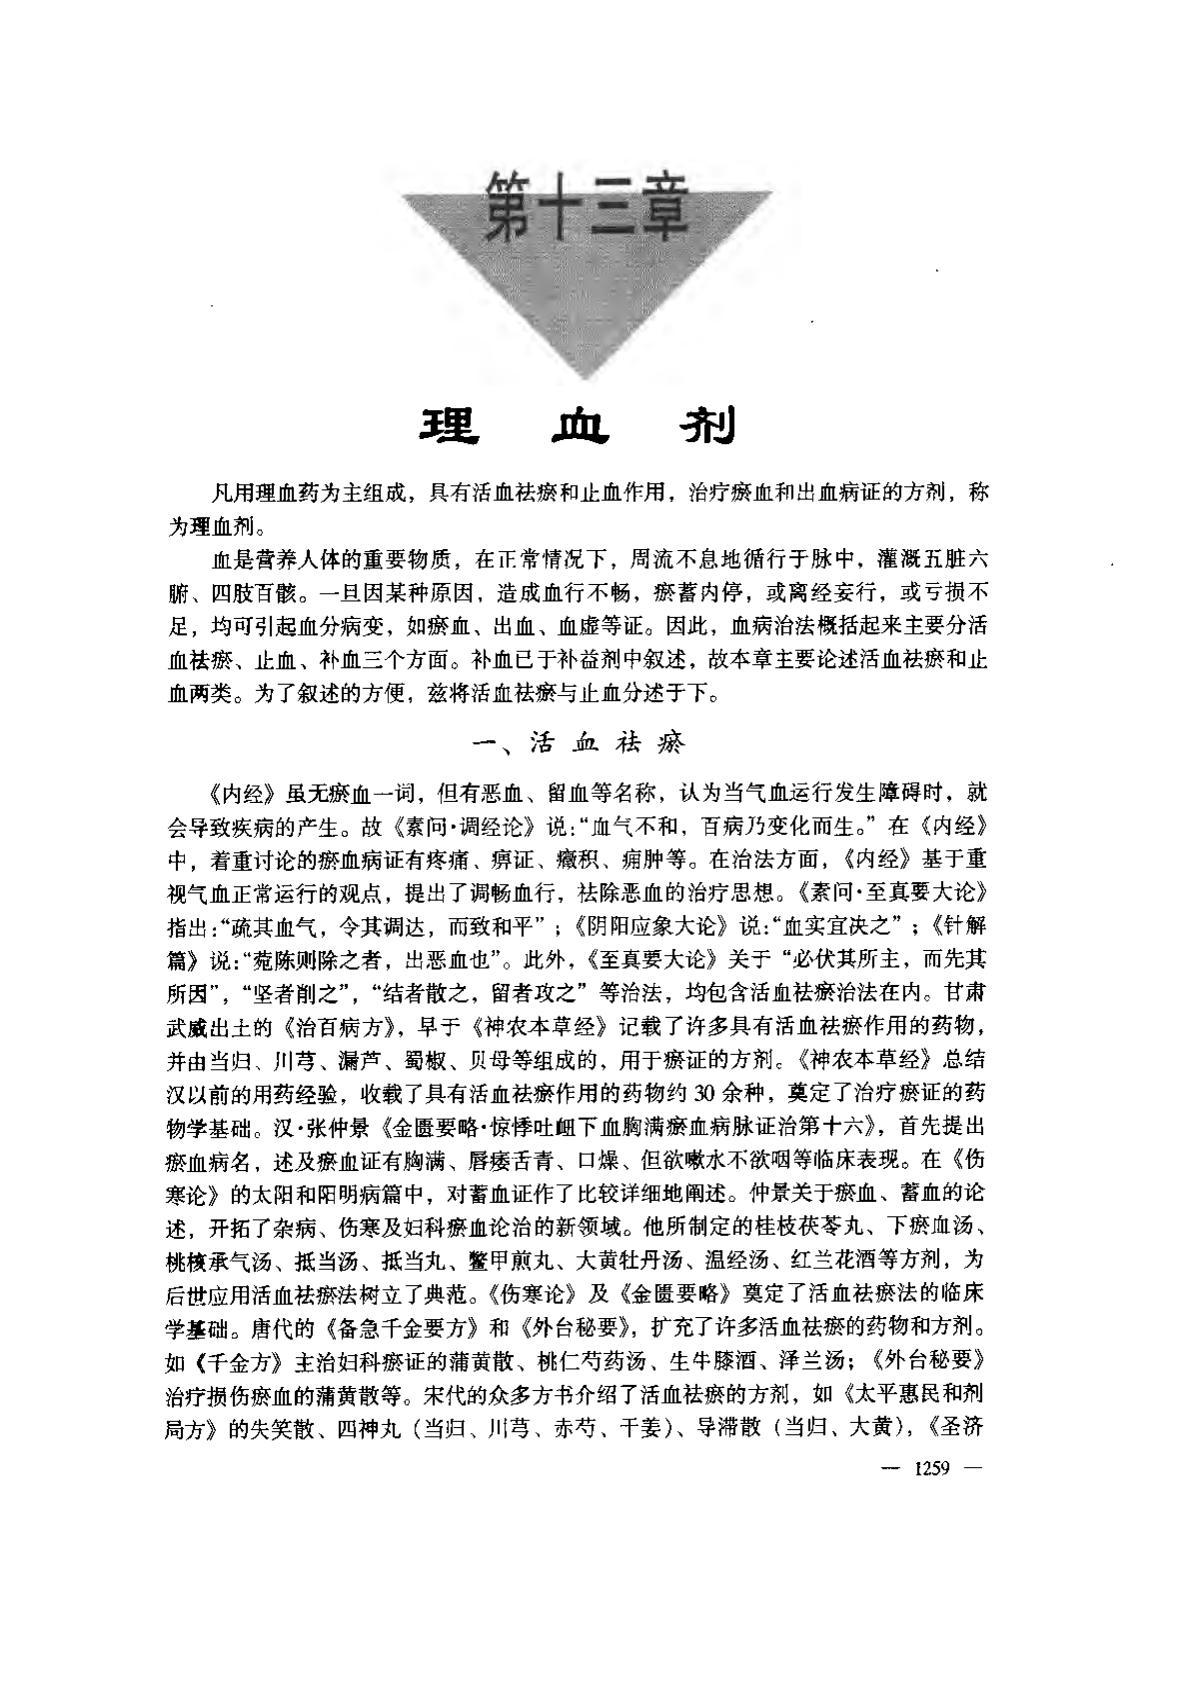 第十三章
理血剂
凡用理血药为主组成，具有活血祛瘀和止血作用，治疗瘀血和出血病证的方剂，称
为理血剂。
血是营养人体的重要物质，在正常情况下，周流不息地循行于脉中，灌溉五脏六
腑、四肢百骸。一旦因某种原因，造成血行不畅，瘀蓄内停，或离经妄行，或亏损不
足，均可引起血分病变，如瘀血、出血、血虚等证。因此，血病治法概括起来主要分活
血祛瘀、止血、补血三个方面。补血已于补益剂中叙述，故本章主要论述活血祛瘀和止
血两类。为了叙述的方便，兹将活血祛瘀与止血分述于下。
一、活血祛瘀
《内经》虽无瘀血一词，但有恶血、留血等名称，认为当气血运行发生障碍时，就
会导致疾病的产生。故《素问·调经论》说：“血气不和，百病乃变化而生。”在《内经》
中，着重讨论的瘀血病证有疼痛、痹证、癥积、痈肿等。在治法方面，《内经》基于重
视气血正常运行的观点，提出了调畅血行，祛除恶血的治疗思想。《素问·至真要大论》
指出：“疏其血气，令其调达，而致和平”；《阴阳应象大论》说：“血实宜决之”；《针解
篇》说：“菀陈则除之者，出恶血也”。此外，《至真要大论》关于“必伏其所主，而先其
所因”，“坚者削之”，“结者散之，留者攻之”等治法，均包含活血祛瘀治法在内。甘肃
武威出土的《治百病方》，早于《神农本草经》记载了许多具有活血祛瘀作用的药物，
并由当归、川芎、漏芦、蜀椒、贝母等组成的，用于瘀证的方剂。《神农本草经》总结
汉以前的用药经验，收载了具有活血祛瘀作用的药物约30余种，奠定了治疗瘀证的药
物学基础。汉·张仲景《金匮要略·惊悸吐衄下血胸满瘀血病脉证治第十六》，首先提出
瘀血病名，述及瘀血证有胸满、唇痿舌青、口燥、但欲嗽水不欲咽等临床表现。在《伤
寒论》的太阳和阳明病篇中，对蓄血证作了比较详细地阐述。仲景关于瘀血、蓄血的论
述，开拓了杂病、伤寒及妇科瘀血论治的新领域。他所制定的桂枝茯苓丸、下瘀血汤、
桃核承气汤、抵当汤、抵当丸、鳖甲煎丸、大黄牡丹汤、温经汤、红兰花酒等方剂，为
后世应用活血祛瘀法树立了典范。《伤寒论》及《金匮要略》奠定了活血祛瘀法的临床
学基础。唐代的《备急千金要方》和《外台秘要》，扩充了许多活血祛瘀的药物和方剂。
如《千金方》主治妇科瘀证的蒲黄散、桃仁芍药汤、生牛膝酒、泽兰汤；《外台秘要》
治疗损伤瘀血的蒲黄散等。宋代的众多方书介绍了活血祛瘀的方剂，如《太平惠民和剂
局方》的失笑散、四神丸（当归、川芎、赤芍、干姜）、导滞散（当归、大黄），《圣济
— 1259 —